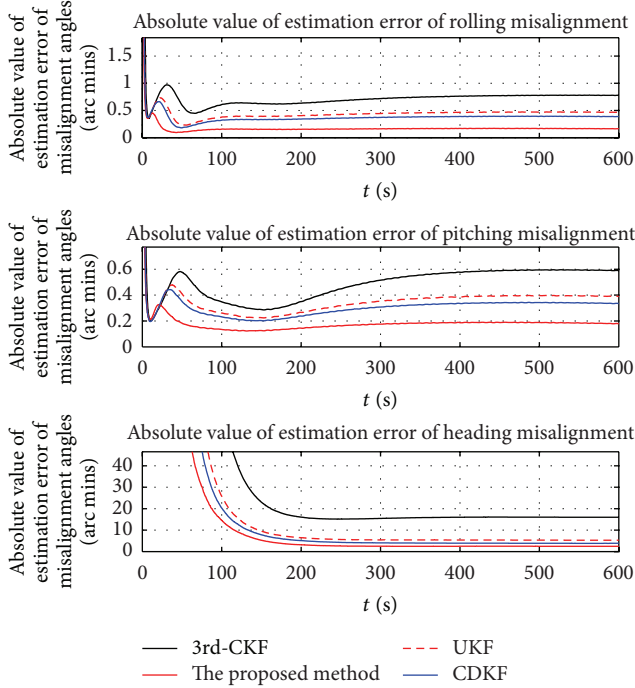 Absolute value of estimation error of rolling misalignment
Absolute value of
estimation error of
misalignment angles
(arc mins)
1.5
1
0.5
0
0 100 200 300 400 500 600
t (s)
Absolute value of estimation error of pitching misalignment
Absolute value of
estimation error of
misalignment angles
(arc mins)
0.6
0.4
0.2
0
0 100 200 300 400 500 600
t (s)
Absolute value of estimation error of heading misalignment
Absolute value of
estimation error of
misalignment angles
(arc mins)
40
30
20
10
0
0 100 200 300 400 500 600
t (s)
3rd-CKF
The proposed method
UKF
CDKF